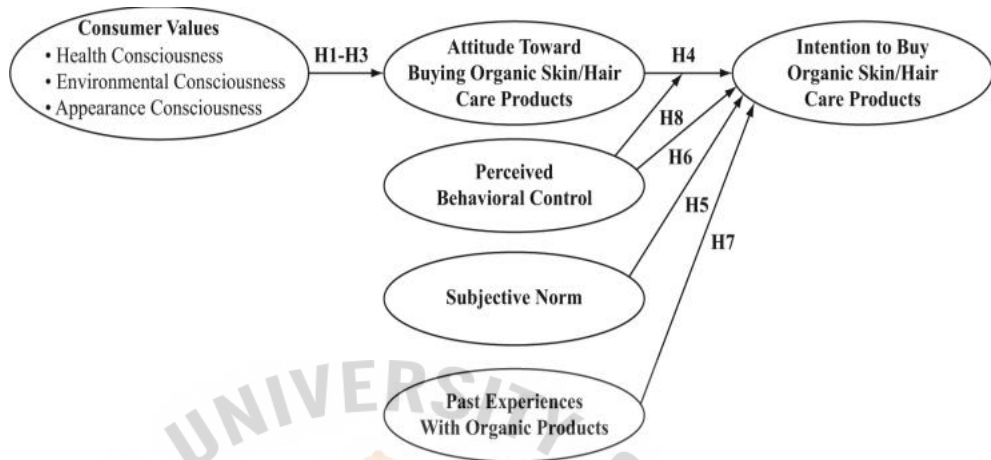 Consumer Values
• Health Consciousness
• Environmental Consciousness
• Appearance Consciousness
H1-H3
Attitude Toward
Buying Organic Skin/Hair
Care Products
H4
Intention to Buy
Organic Skin/Hair
Care Products
H8
Perceived
Behavioral Control
H6
H5
H7
Subjective Norm
Past Experiences
With Organic Products
UNIVERSITY